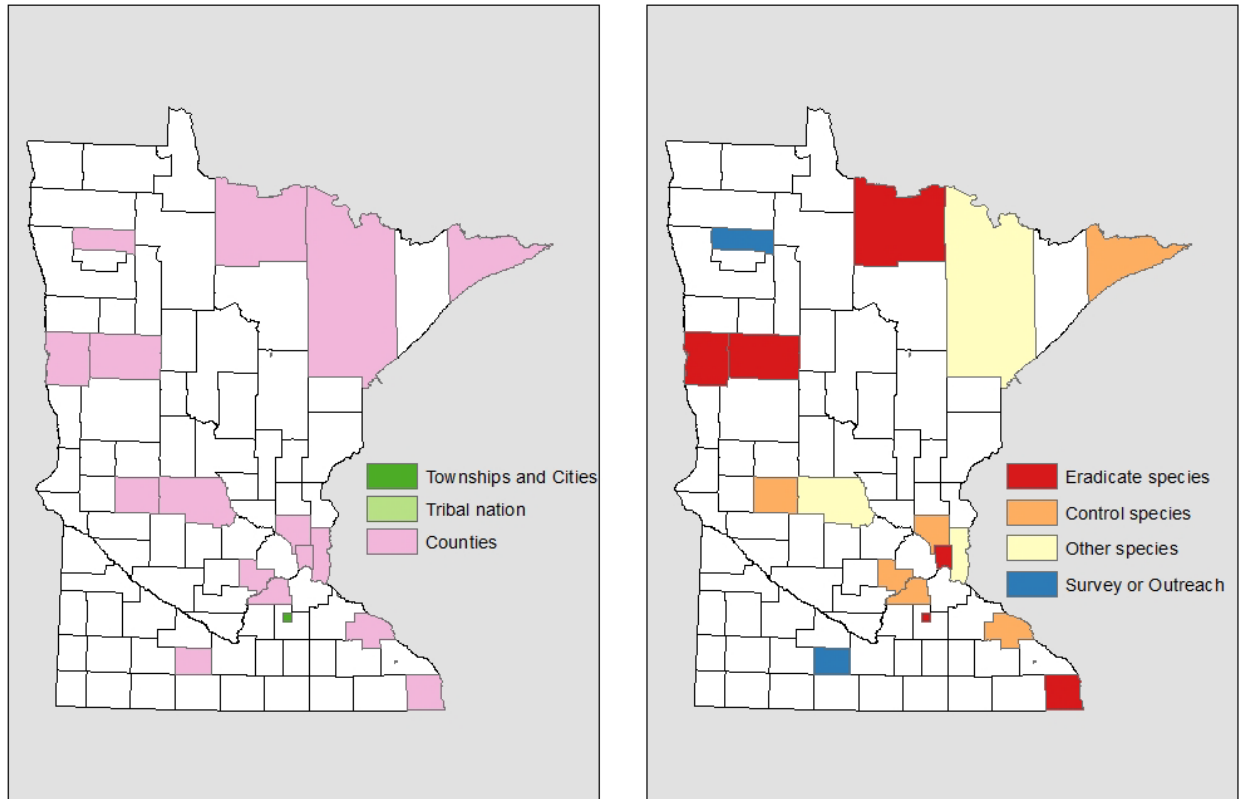 Townships and Cities
Tribal nation
Counties
Eradicate species
Control species
Other species
Survey or Outreach